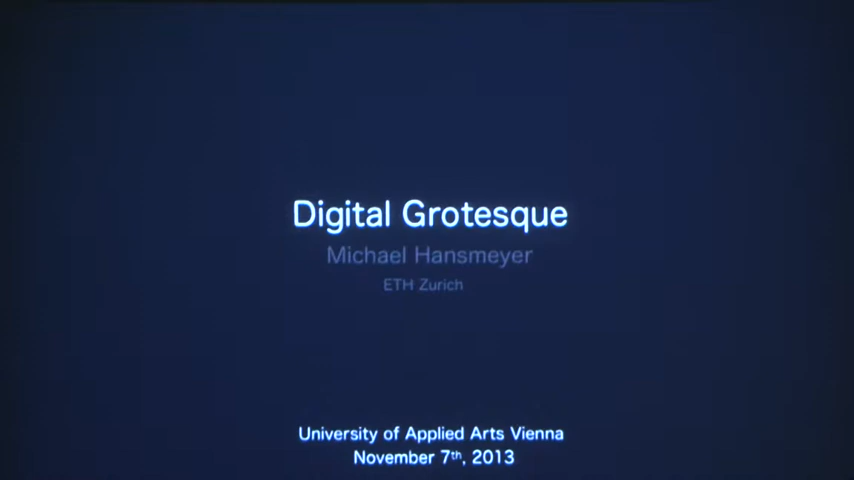 Digital Grotesque
Michael Hansmeyer
ETH Zurich
University of Applied Arts Vienna
November 7th, 2013